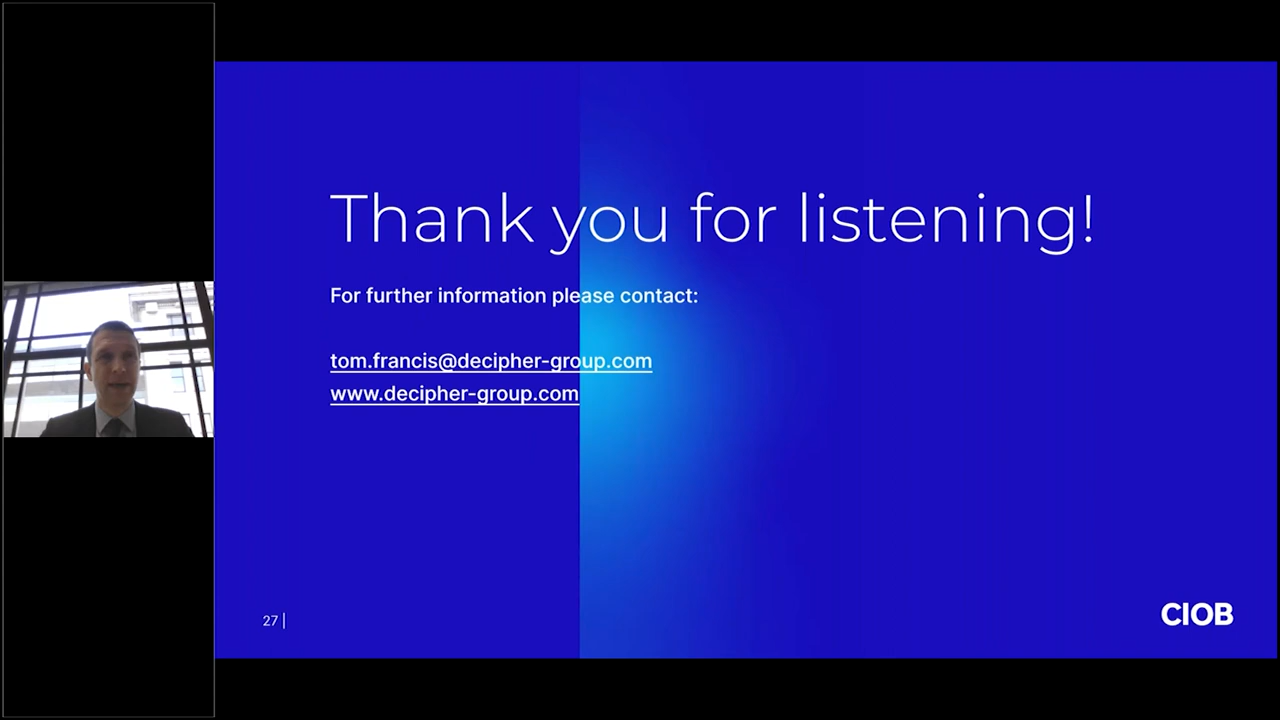 Thank you for listening!
For further information please contact:
tom.francis@decipher-group.com
www.decipher-group.com
27 |
CIOB